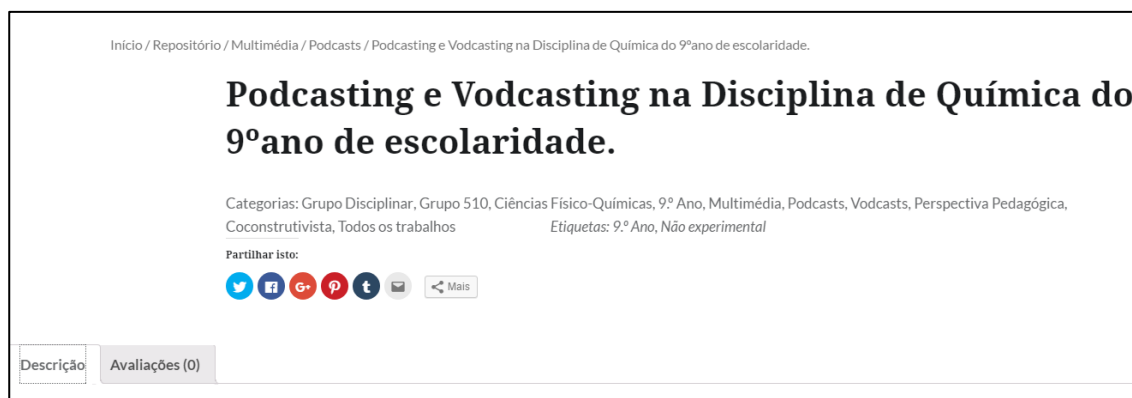 Início / Repositório / Multimédia / Podcasts / Podcasting e Vodcasting na Disciplina de Química do 9ºano de escolaridade.
Podcasting e Vodcasting na Disciplina de Química do
9ºano de escolaridade.
Categorias: Grupo Disciplinar, Grupo 510, Ciências Físico-Químicas, 9.º Ano, Multimédia, Podcasts, Vodcasts, Perspectiva Pedagógica,
Coconstrutivista, Todos os trabalhos Etiquetas: 9.º Ano, Não experimental
Partilhar isto:
Mais
Descrição Avaliações (0)